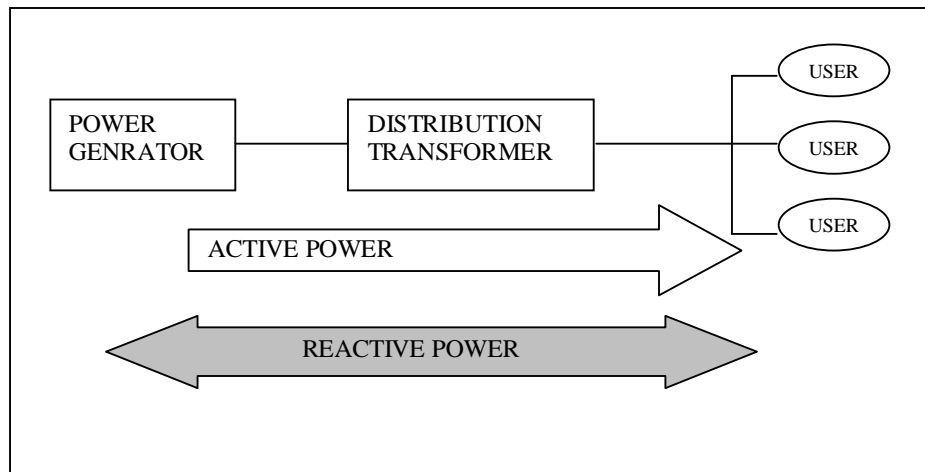 USER
POWER
GENRATOR
DISTRIBUTION
TRANSFORMER
USER
USER
ACTIVE POWER
REACTIVE POWER